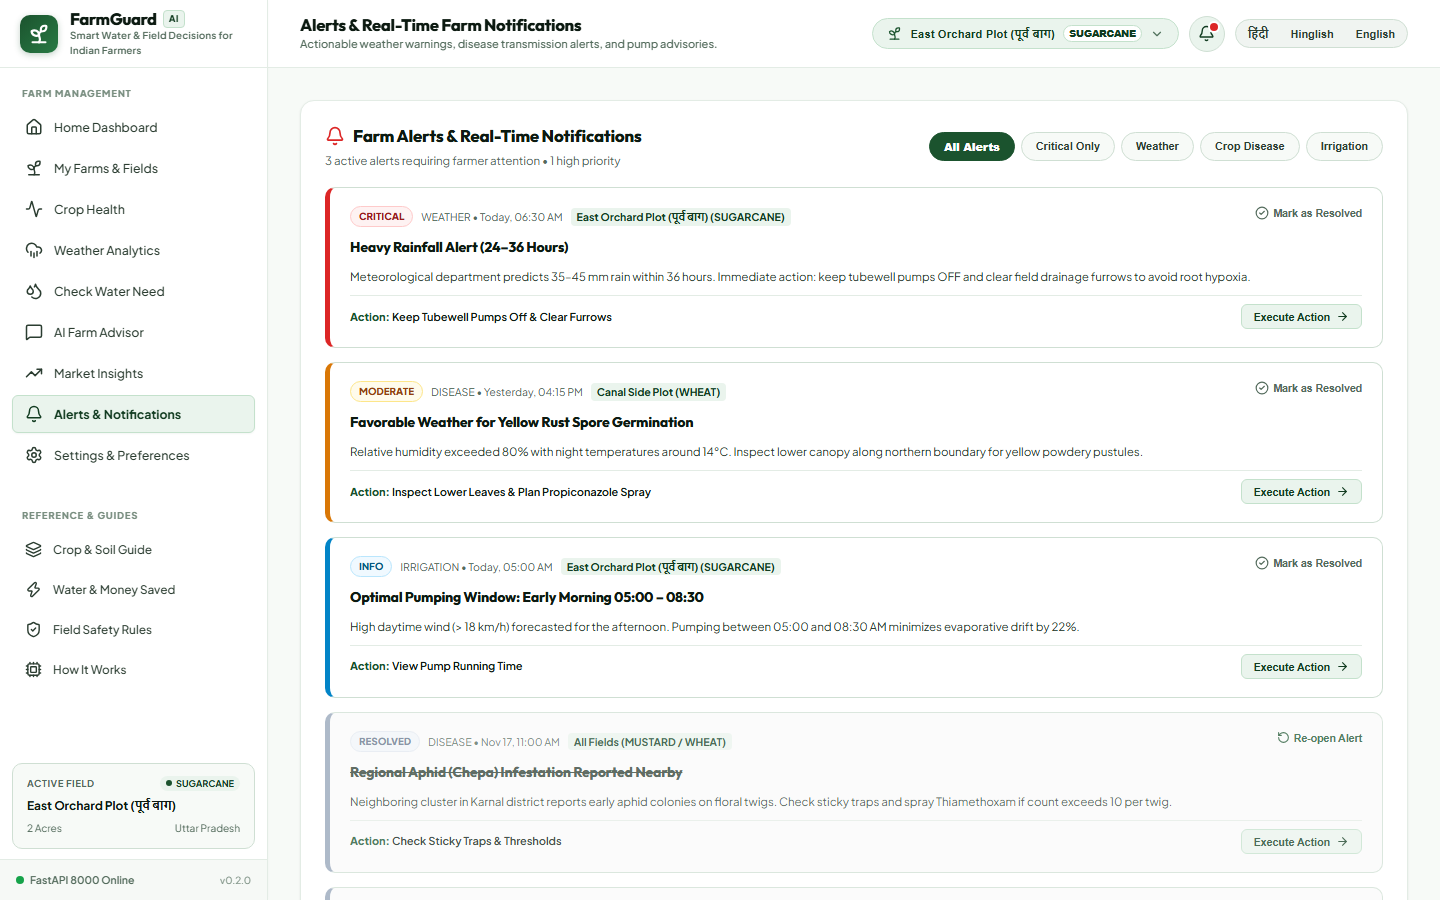 FarmGuard AI
Smart Water & Field Decisions for
Indian Farmers
FARM MANAGEMENT
Home Dashboard
My Farms & Fields
Crop Health
Weather Analytics
Check Water Need
AI Farm Advisor
Market Insights
Alerts & Notifications
Settings & Preferences
REFERENCE & GUIDES
Crop & Soil Guide
Water & Money Saved
Field Safety Rules
How It Works
ACTIVE FIELD SUGARCANE
East Orchard Plot (पूर्व बाग)
2 Acres Uttar Pradesh
FastAPI 8000 Online v0.2.0
Alerts & Real-Time Farm Notifications
Actionable weather warnings, disease transmission alerts, and pump advisories.
East Orchard Plot (पूर्व बाग) SUGARCANE
हिंदी Hinglish English
Farm Alerts & Real-Time Notifications
3 active alerts requiring farmer attention • 1 high priority
All Alerts Critical Only Weather Crop Disease Irrigation
CRITICAL WEATHER • Today, 06:30 AM East Orchard Plot (पूर्व बाग) (SUGARCANE) Mark as Resolved
Heavy Rainfall Alert (24–36 Hours)
Meteorological department predicts 35–45 mm rain within 36 hours. Immediate action: keep tubewell pumps OFF and clear field drainage furrows to avoid root hypoxia.
Action: Keep Tubewell Pumps Off & Clear Furrows Execute Action
MODERATE DISEASE • Yesterday, 04:15 PM Canal Side Plot (WHEAT) Mark as Resolved
Favorable Weather for Yellow Rust Spore Germination
Relative humidity exceeded 80% with night temperatures around 14°C. Inspect lower canopy along northern boundary for yellow powdery pustules.
Action: Inspect Lower Leaves & Plan Propiconazole Spray Execute Action
INFO IRRIGATION • Today, 05:00 AM East Orchard Plot (पूर्व बाग) (SUGARCANE) Mark as Resolved
Optimal Pumping Window: Early Morning 05:00 – 08:30
High daytime wind (> 18 km/h) forecasted for the afternoon. Pumping between 05:00 and 08:30 AM minimizes evaporative drift by 22%.
Action: View Pump Running Time Execute Action
RESOLVED DISEASE • Nov 17, 11:00 AM All Fields (MUSTARD / WHEAT) Re-open Alert
Regional Aphid (Chepa) Infestation Reported Nearby
Neighboring cluster in Karnal district reports early aphid colonies on floral twigs. Check sticky traps and spray Thiamethoxam if count exceeds 10 per twig.
Action: Check Sticky Traps & Thresholds Execute Action